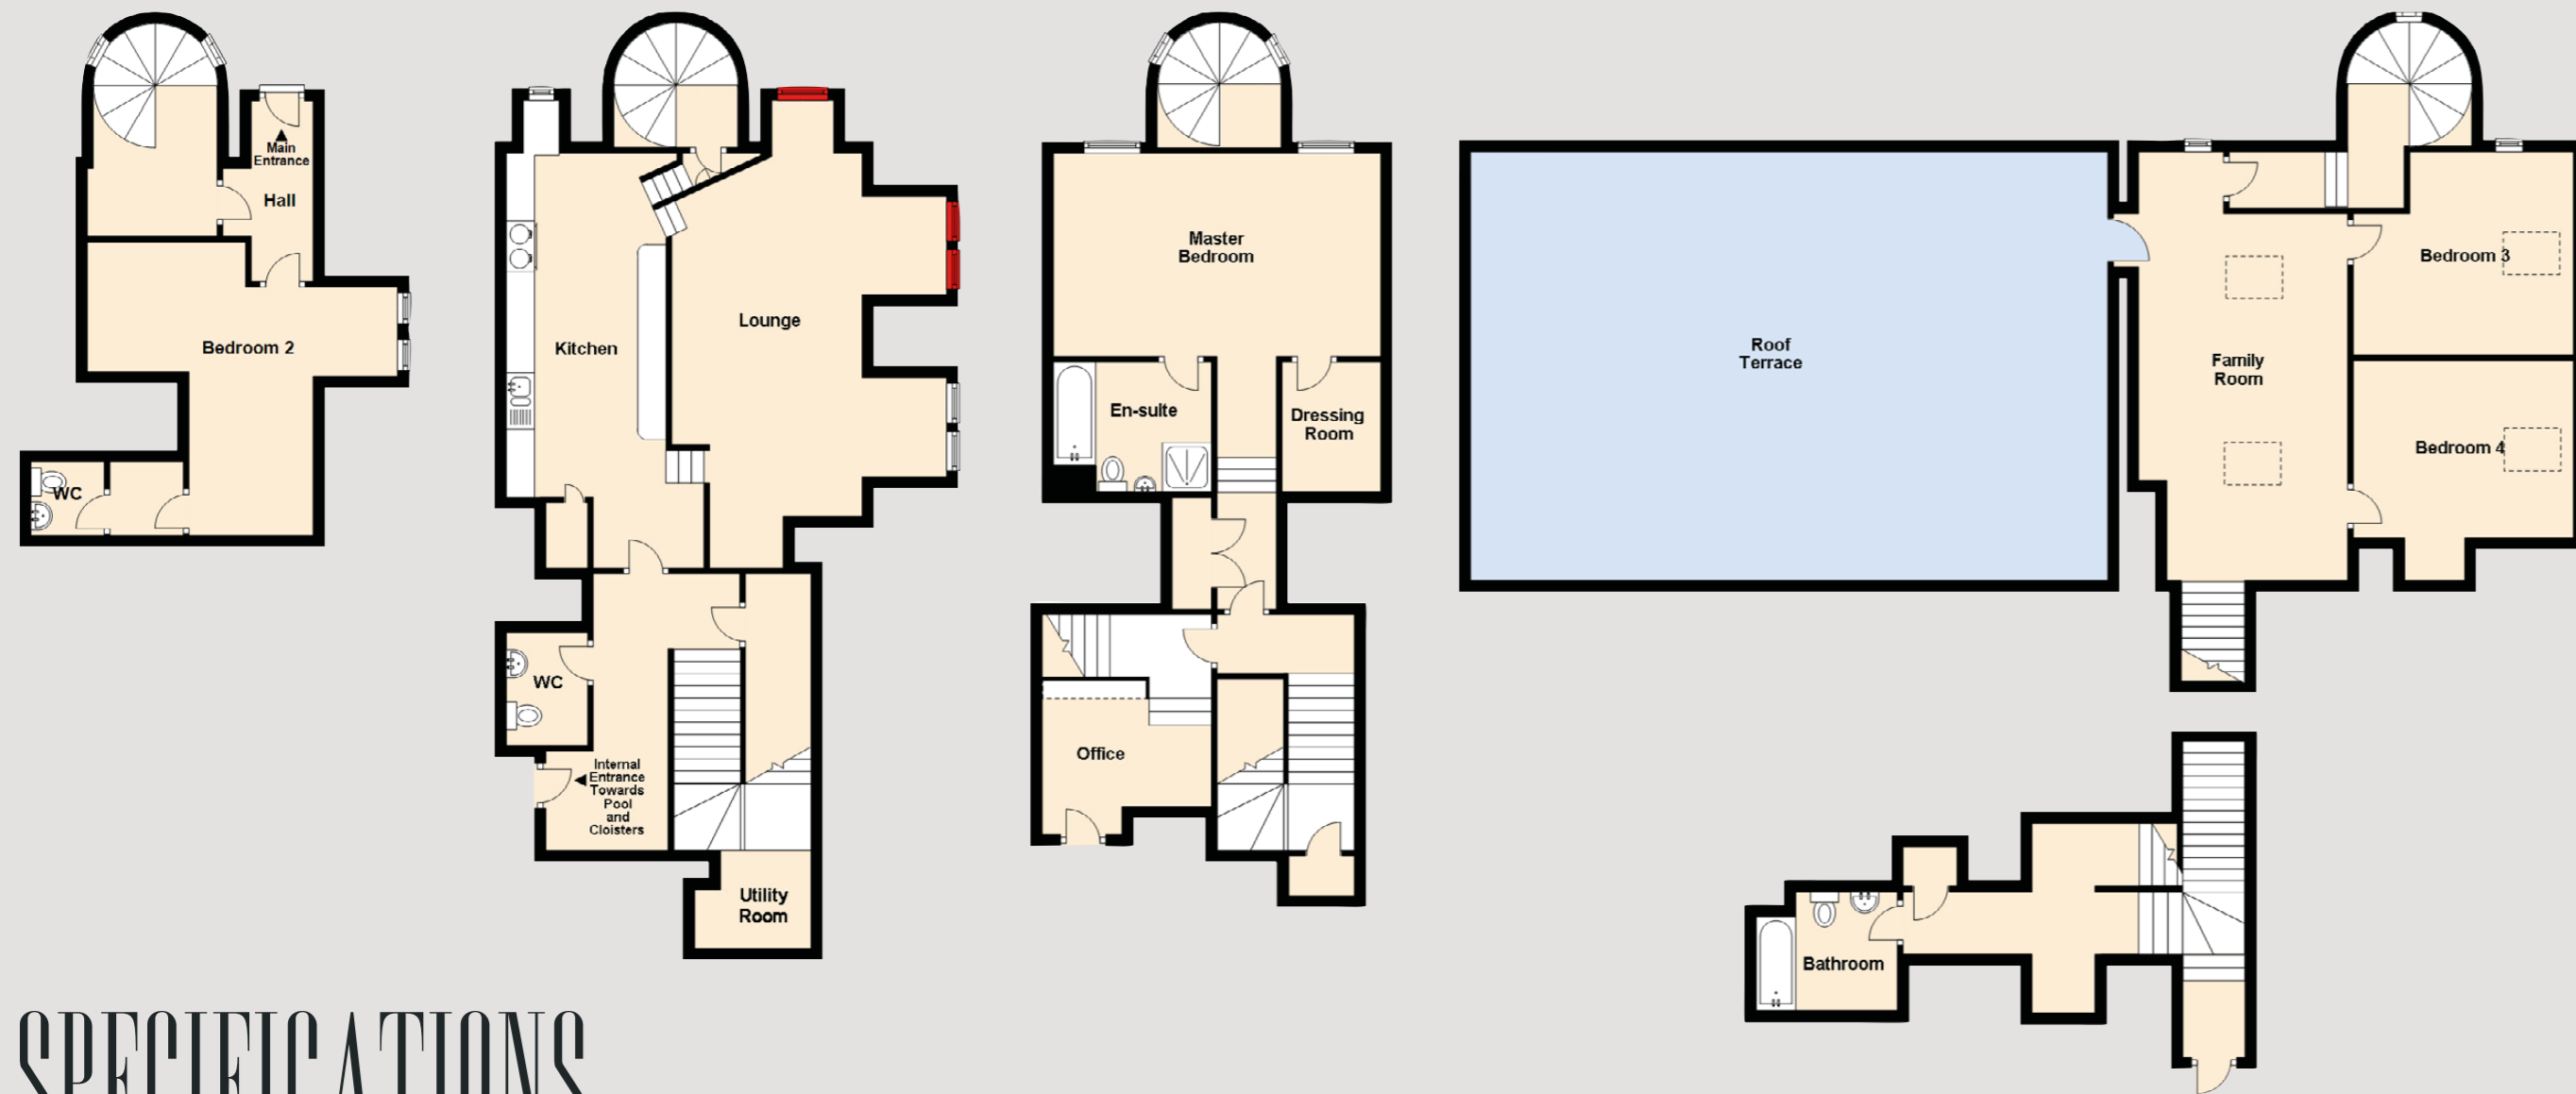 Main
Entrance
Hall
Bedroom 2
WC
Kitchen
Lounge
WC
Internal
Entrance
Towards
Pool
and
Cloisters
Utility
Room
Master
Bedroom
En-suite
Dressing
Room
Office
Roof
Terrace
Family
Room
Bedroom 3
Bedroom 4
Bathroom
SPECIFICATIONS